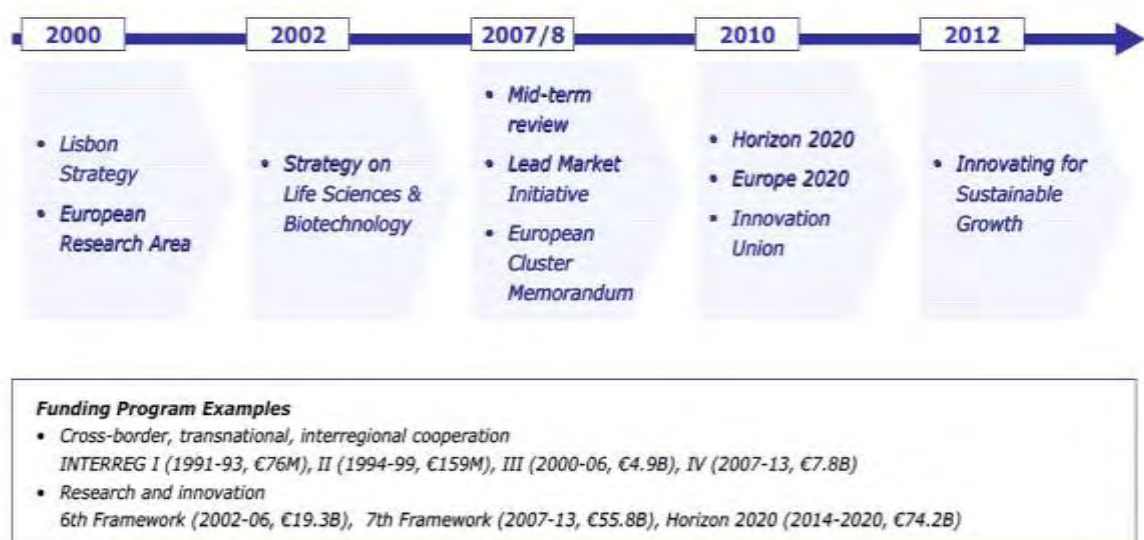 2000
2002
2007/8
2010
2012
• Lisbon
Strategy
• European
Research Area
• Strategy on
Life Sciences &
Biotechnology
• Mid-term
review
• Lead Market
Initiative
• European
Cluster
Memorandum
• Horizon 2020
• Europe 2020
• Innovation
Union
• Innovating for
Sustainable
Growth
Funding Program Examples
• Cross-border, transnational, interregional cooperation
INTERREG I (1991-93, €76M), II (1994-99, €159M), III (2000-06, €4.9B), IV (2007-13, €7.8B)
• Research and innovation
6th Framework (2002-06, €19.3B), 7th Framework (2007-13, €55.8B), Horizon 2020 (2014-2020, €74.2B)